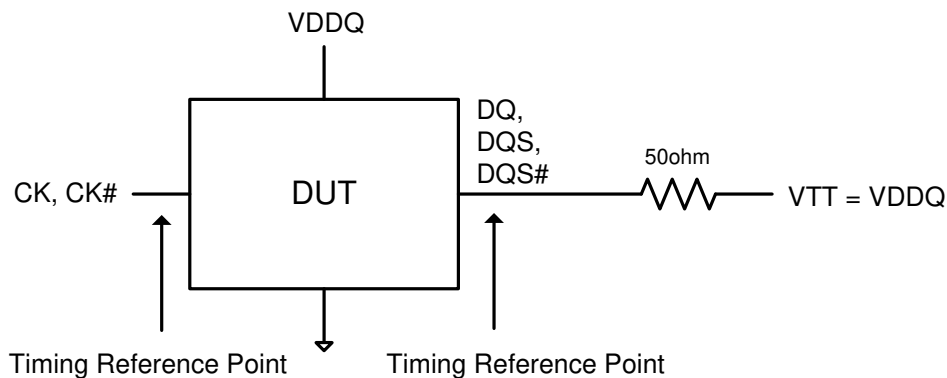 VDDQ
DQ,
DQS,
DQS#
50ohm
CK, CK#
DUT
VTT = VDDQ
Timing Reference Point
Timing Reference Point